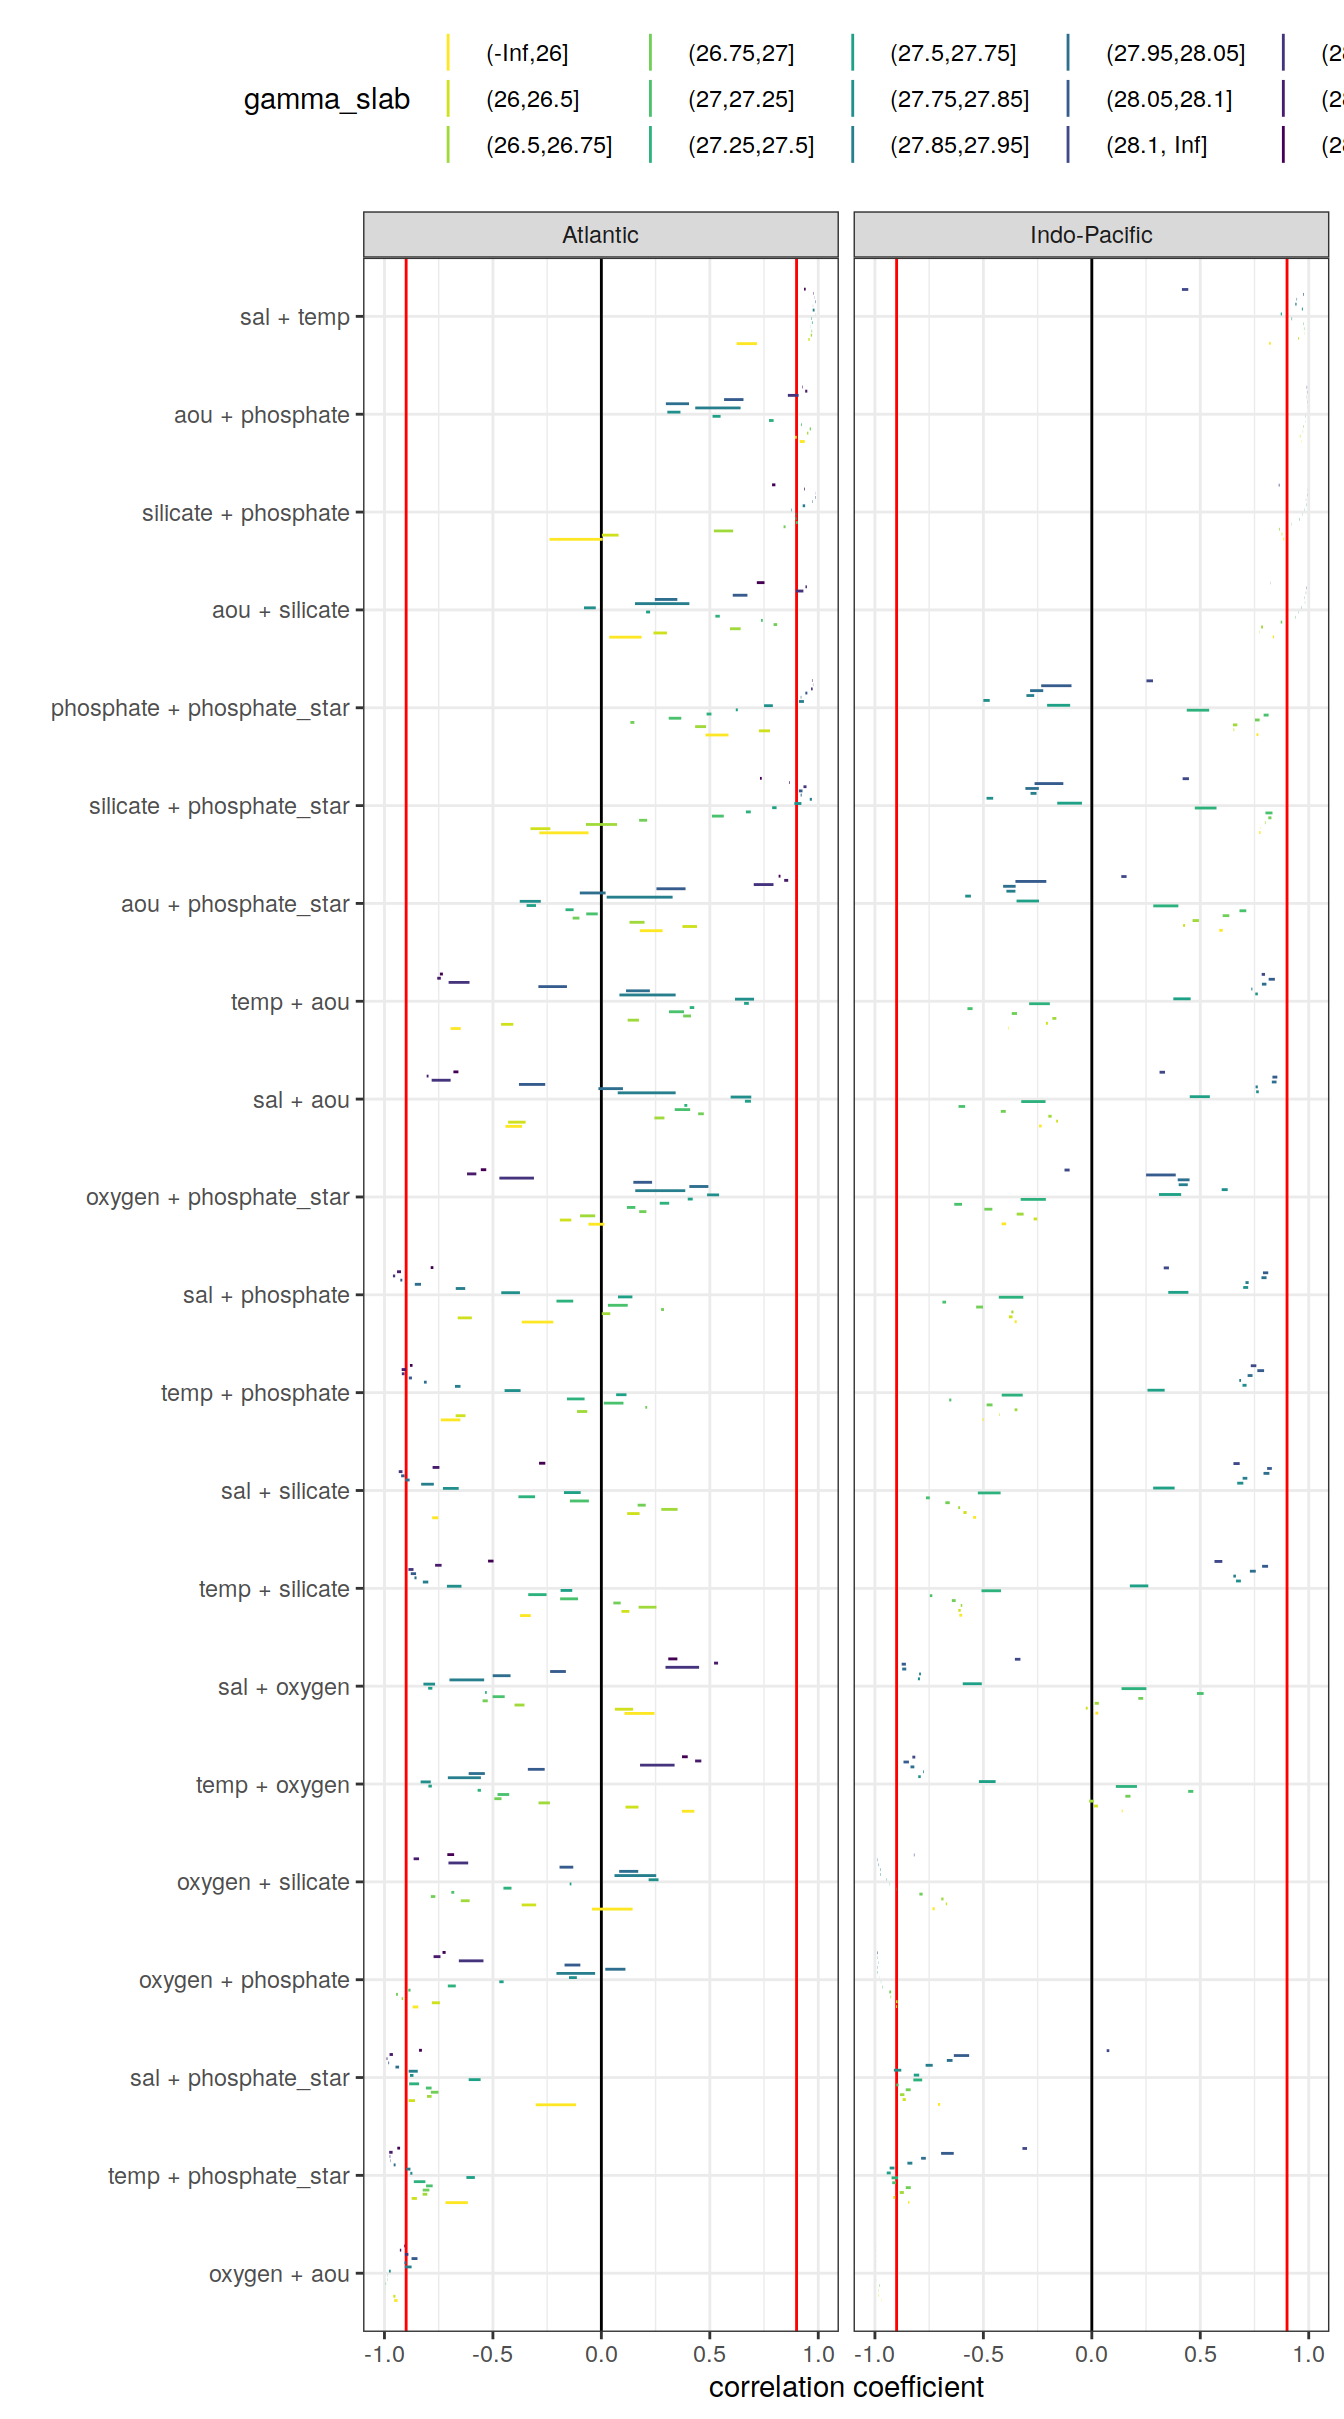 (-Inf,26] (26.75,27] (27.5,27.75] (27.95,28.05]
gamma_slab (26,26.5] (27,27.25] (27.75,27.85] (28.05,28.1]
(26.5,26.75] (27.25,27.5] (27.85,27.95] (28.1, Inf]
Atlantic Indo-Pacific
sal + temp
aou + phosphate
silicate + phosphate
aou + silicate
phosphate + phosphate_star
silicate + phosphate_star
aou + phosphate_star
temp + aou
sal + aou
oxygen + phosphate_star
sal + phosphate
temp + phosphate
sal + silicate
temp + silicate
sal + oxygen
temp + oxygen
oxygen + silicate
oxygen + phosphate
sal + phosphate_star
temp + phosphate_star
oxygen + aou
-1.0 -0.5 0.0 0.5 1.0 -1.0 -0.5 0.0 0.5 1.0
correlation coefficient